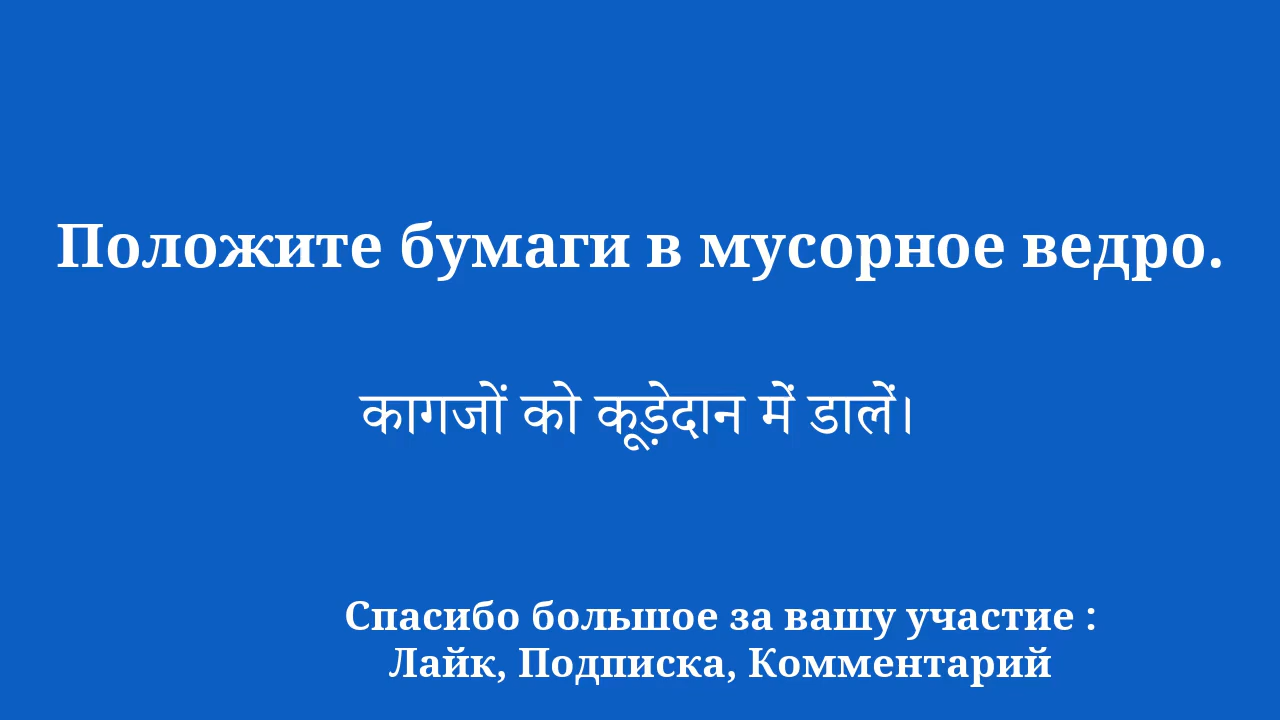 Положите бумаги в мусорное ведро.
कागजों को कूड़ेदान में डालें।
Спасибо большое за вашу участие :
Лайк, Подписка, Комментарий